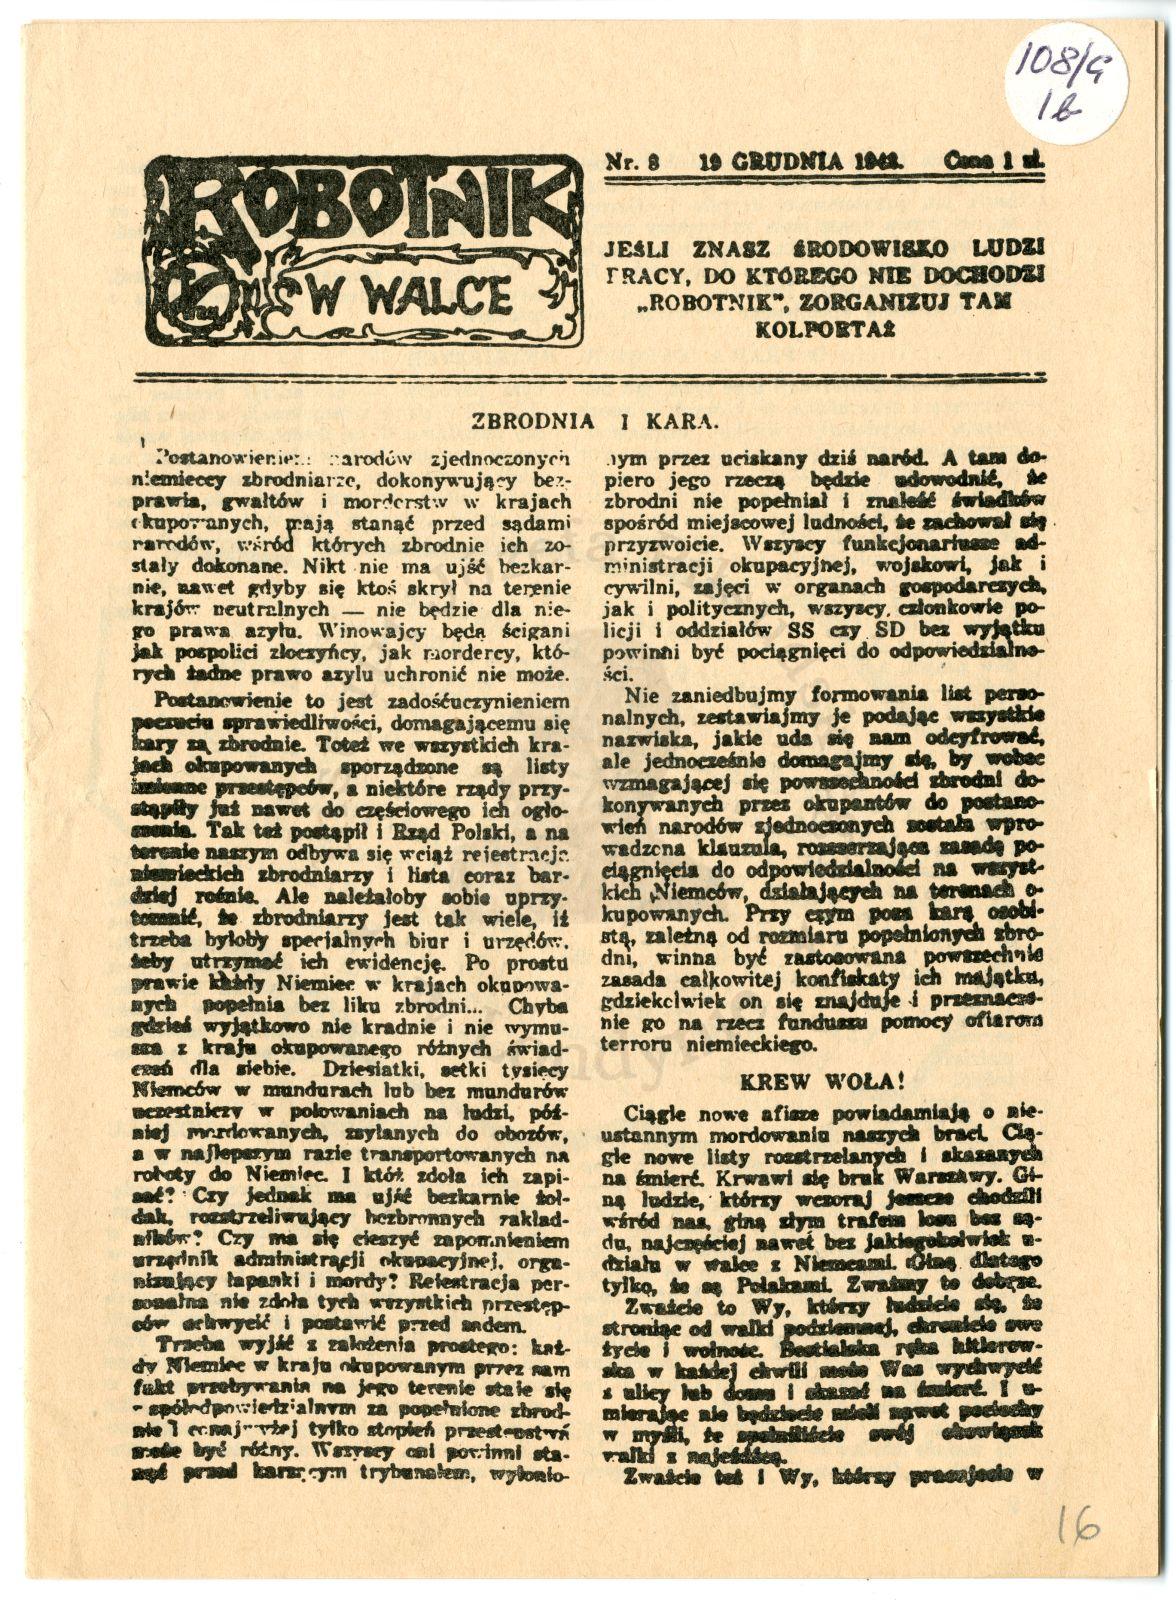 108/G
1b
ROBOTNIK
W WALCE
Nr. 8 19 GRUDNIA 1943. Cena 1 zł.
JEŚLI ZNASZ ŚRODOWISKO LUDZI
PRACY, DO KTÓREGO NIE DOCHODZI
„ROBOTNIK”, ZORGANIZUJ TAM
KOLPORTAŻ
ZBRODNIA I KARA.
Postanowieniem narodów zjednoczonych
niemieccy zbrodniarze, dokonywujący bez-
prawia, gwałtów i morderstw w krajach
okupowanych, mają stanąć przed sądami
narodów, wśród których zbrodnie ich zo-
stały dokonane. Nikt nie ma ujść bezkar-
nie, nawet gdyby się ktoś skrył na terenie
krajów neutralnych — nie będzie dla nie-
go prawa azylu. Winowajcy będą ścigani
jak pospolici złoczyńcy, jak mordercy, któ-
rych żadne prawo azylu uchronić nie może.
Postanowienie to jest zadośćuczynieniem
poczuciu sprawiedliwości, domagającemu się
kary za zbrodnie. Toteż we wszystkich kra-
jach okupowanych sporządzone są listy
imienne przestępców, a niektóre rządy przy-
stąpiły już nawet do częściowego ich ogło-
szenia. Tak też postąpił i Rząd Polski, a na
terenie naszym odbywa się wciąż rejestracja
niemieckich zbrodniarzy i lista coraz bar-
dziej rośnie. Ale należałoby sobie uprzy-
tomnić, że zbrodniarzy jest tak wiele, iż
trzeba byłoby specjalnych biur i urzędów,
żeby utrzymać ich ewidencję. Po prostu
prawie każdy Niemiec w krajach okupowa-
nych popełnia bez liku zbrodni... Chyba
gdzieś wyjątkowo nie kradnie i nie wymu-
sza z kraju okupowanego różnych świad-
czeń dla siebie. Dziesiątki, setki tysięcy
Niemców w mundurach lub bez mundurów
uczestniczy w polowaniach na ludzi, póź-
niej mordowanych, zsyłanych do obozów,
a w najlepszym razie transportowanych na
roboty do Niemiec. I któż zdoła ich zapi-
sać? Czy jednak ma ujść bezkarnie żoł-
dak, rozstrzeliwujący bezbronnych zakład-
ników? Czy ma się cieszyć zapomnieniem
urzędnik administracji okupacyjnej, orga-
nizujący łapanki i mordy? Rejestracja per-
sonalna nie zdoła tych wszystkich przestęp-
ców uchwycić i postawić przed sądem.
Trzeba wyjść z założenia prostego: każ-
dy Niemiec w kraju okupowanym przez sam
fakt przebywania na jego terenie staje się
współodpowiedzialnym za popełnione zbrod-
nie i conajwyżej tylko stopień przestępstwa
może być różny. Wszyscy oni powinni sta-
nąć przed karzącym trybunałem, wyłonio-
nym przez uciskany dziś naród. A tam do-
piero jego rzeczą będzie udowodnić, że
zbrodni nie popełniał i znaleść świadków
spośród miejscowej ludności, że zachował się
przyzwoicie. Wszyscy funkcjonariusze ad-
ministracji okupacyjnej, wojskowi, jak i
cywilni, zajęci w organach gospodarczych,
jak i politycznych, wszyscy członkowie po-
licji i oddziałów SS czy SD bez wyjątku
powinni być pociągnięci do odpowiedzialno-
ści.
Nie zaniedbujmy formowania list perso-
nalnych, zestawiajmy je podając wszystkie
nazwiska, jakie uda się nam odcyfrować,
ale jednocześnie domagajmy się, by wobec
wzmagającej się powszechności zbrodni do-
konywanych przez okupantów do postano-
wień narodów zjednoczonych została wpro-
wadzona klauzula, rozszerzająca zasadę po-
ciągnięcia do odpowiedzialności na wszyst-
kich Niemców, działających na terenach o-
kupowanych. Przy czym poza karą osobi-
stą, zależną od rozmiaru popełnionych zbro-
dni, winna być zastosowana powszechnie
zasada całkowitej konfiskaty ich majątku,
gdziekolwiek on się znajduje i przeznacze-
nie go na rzecz funduszu pomocy ofiarom
terroru niemieckiego.
KREW WOŁA!
Ciągle nowe afisze powiadamiają o nie-
ustannym mordowaniu naszych braci. Cią-
gle nowe listy rozstrzelanych i skazanych
na śmierć. Krwawi się bruk Warszawy. Gi-
ną ludzie, którzy wczoraj jeszcze chodzili
wśród nas, giną złym trafem losu bez są-
du, najczęściej nawet bez jakiegokolwiek u-
działu w walce z Niemcami. Giną dlatego
tylko, że są Polakami. Zważmy to dobrze.
Zważcie to Wy, którzy łudzicie się, że
stroniąc od walki podziemnej, chronicie swe
życie i wolność. Bestialska ręka hitlerow-
ska w każdej chwili może Was wychwycić
z ulicy lub domu i skazać na śmierć. I u-
mierając nie będziecie mieli nawet pociechy
w myśli, że spełniliście swój obowiązek
walki z najeźdźcą.
Zważcie też i Wy, którzy pracujecie w
16